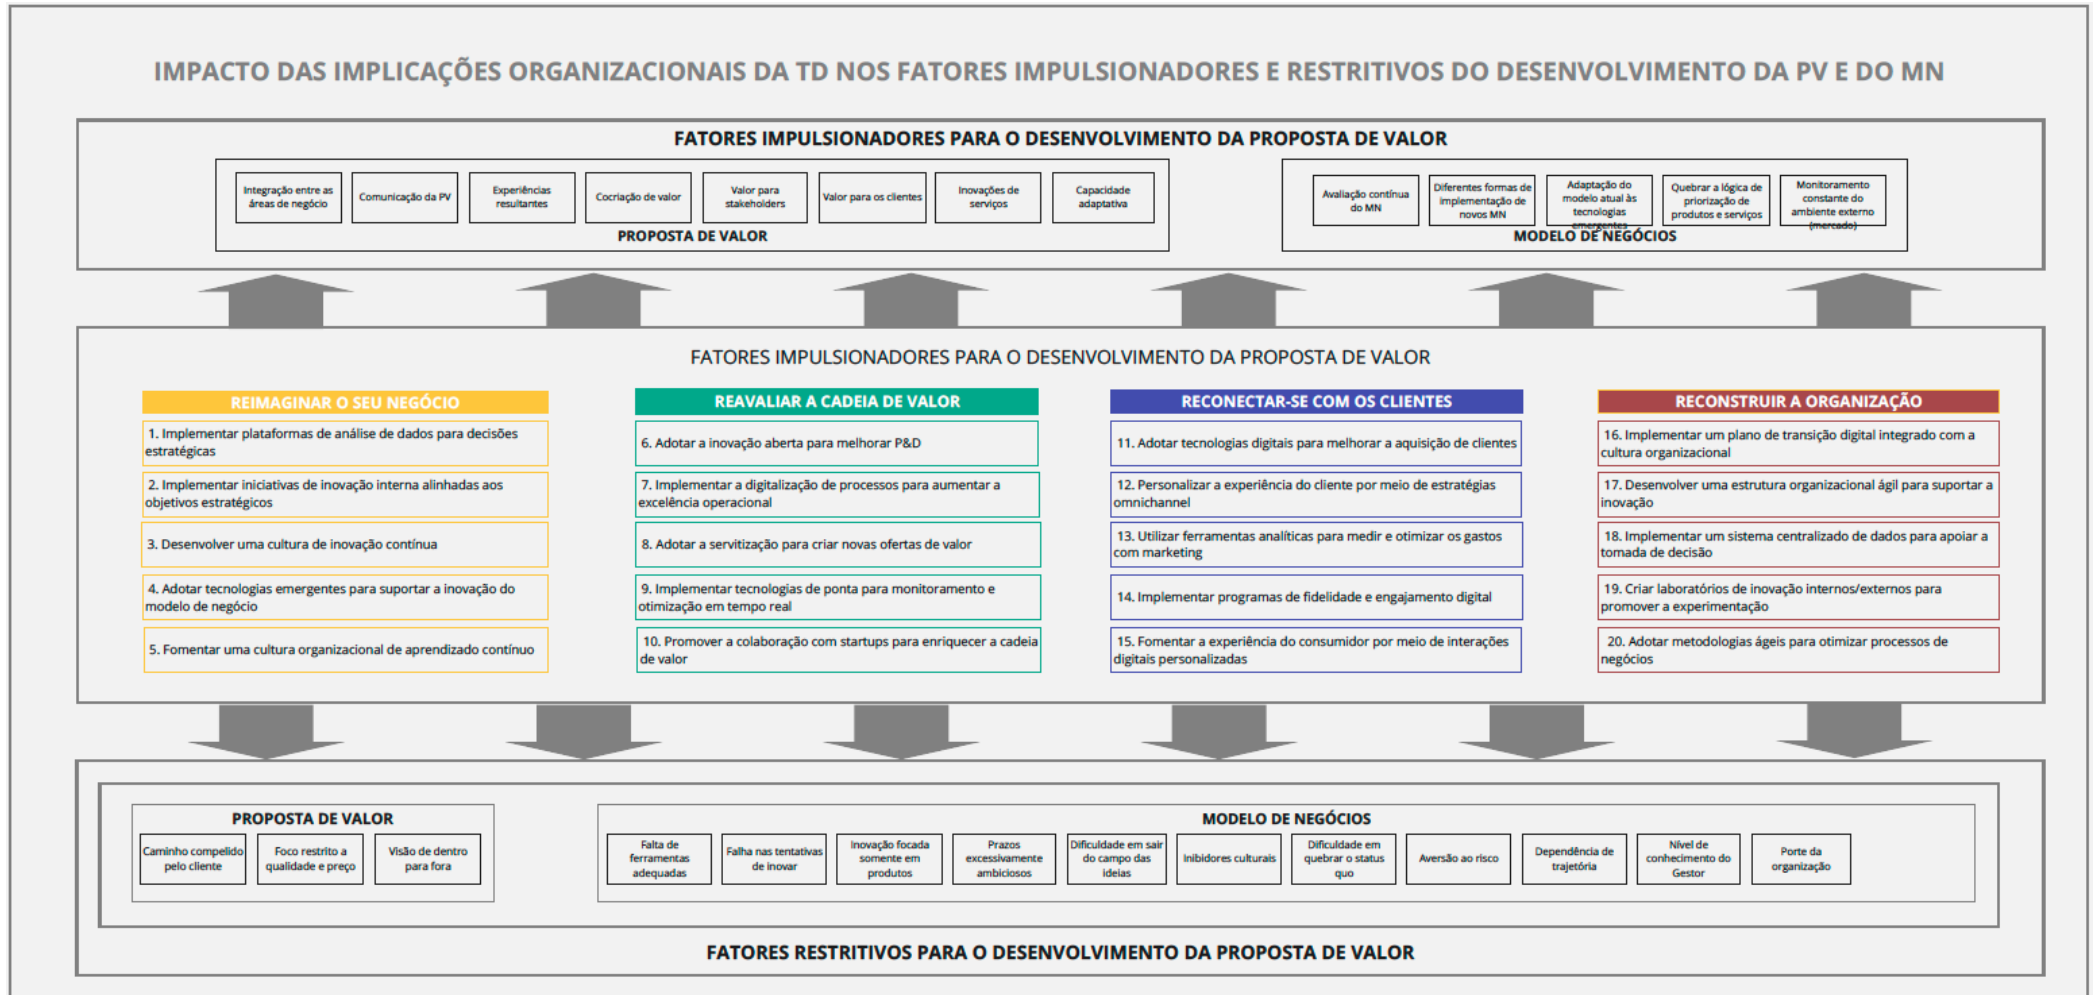 IMPACTO DAS IMPLICAÇÕES ORGANIZACIONAIS DA TD NOS FATORES IMPULSIONADORES E RESTRITIVOS DO DESENVOLVIMENTO DA PV E DO MN
FATORES IMPULSIONADORES PARA O DESENVOLVIMENTO DA PROPOSTA DE VALOR
Integração entre as
áreas de negócio
Comunicação da PV
Experiências
resultantes
Cocriação de valor
Valor para
stakeholders
Valor para os clientes
Inovações de
serviços
Capacidade
adaptativa
PROPOSTA DE VALOR
Avaliação contínua
do MN
Diferentes formas de
implementação de
novos MN
Adaptação do
modelo atual às
tecnologias
emergentes
Quebrar a lógica de
priorização de
produtos e serviços
Monitoramento
constante do
ambiente externo
(mercado)
MODELO DE NEGÓCIOS
FATORES IMPULSIONADORES PARA O DESENVOLVIMENTO DA PROPOSTA DE VALOR
REIMAGINAR O SEU NEGÓCIO
1. Implementar plataformas de análise de dados para decisões
estratégicas
2. Implementar iniciativas de inovação interna alinhadas aos
objetivos estratégicos
3. Desenvolver uma cultura de inovação contínua
4. Adotar tecnologias emergentes para suportar a inovação do
modelo de negócio
5. Fomentar uma cultura organizacional de aprendizado contínuo
REAVALIAR A CADEIA DE VALOR
6. Adotar a inovação aberta para melhorar P&D
7. Implementar a digitalização de processos para aumentar a
excelência operacional
8. Adotar a servitização para criar novas ofertas de valor
9. Implementar tecnologias de ponta para monitoramento e
otimização em tempo real
10. Promover a colaboração com startups para enriquecer a cadeia
de valor
RECONECTAR-SE COM OS CLIENTES
11. Adotar tecnologias digitais para melhorar a aquisição de clientes
12. Personalizar a experiência do cliente por meio de estratégias
omnichannel
13. Utilizar ferramentas analíticas para medir e otimizar os gastos
com marketing
14. Implementar programas de fidelidade e engajamento digital
15. Fomentar a experiência do consumidor por meio de interações
digitais personalizadas
RECONSTRUIR A ORGANIZAÇÃO
16. Implementar um plano de transição digital integrado com a
cultura organizacional
17. Desenvolver uma estrutura organizacional ágil para suportar a
inovação
18. Implementar um sistema centralizado de dados para apoiar a
tomada de decisão
19. Criar laboratórios de inovação internos/externos para
promover a experimentação
20. Adotar metodologias ágeis para otimizar processos de
negócios
PROPOSTA DE VALOR
Caminho compelido
pelo cliente
Foco restrito a
qualidade e preço
Visão de dentro
para fora
MODELO DE NEGÓCIOS
Falta de
ferramentas
adequadas
Falha nas tentativas
de inovar
Inovação focada
somente em
produtos
Prazos
excessivamente
ambiciosos
Dificuldade em sair
do campo das
ideias
Inibidores culturais
Dificuldade em
quebrar o status
quo
Aversão ao risco
Dependência de
trajetória
Nível de
conhecimento do
Gestor
Porte da
organização
FATORES RESTRITIVOS PARA O DESENVOLVIMENTO DA PROPOSTA DE VALOR